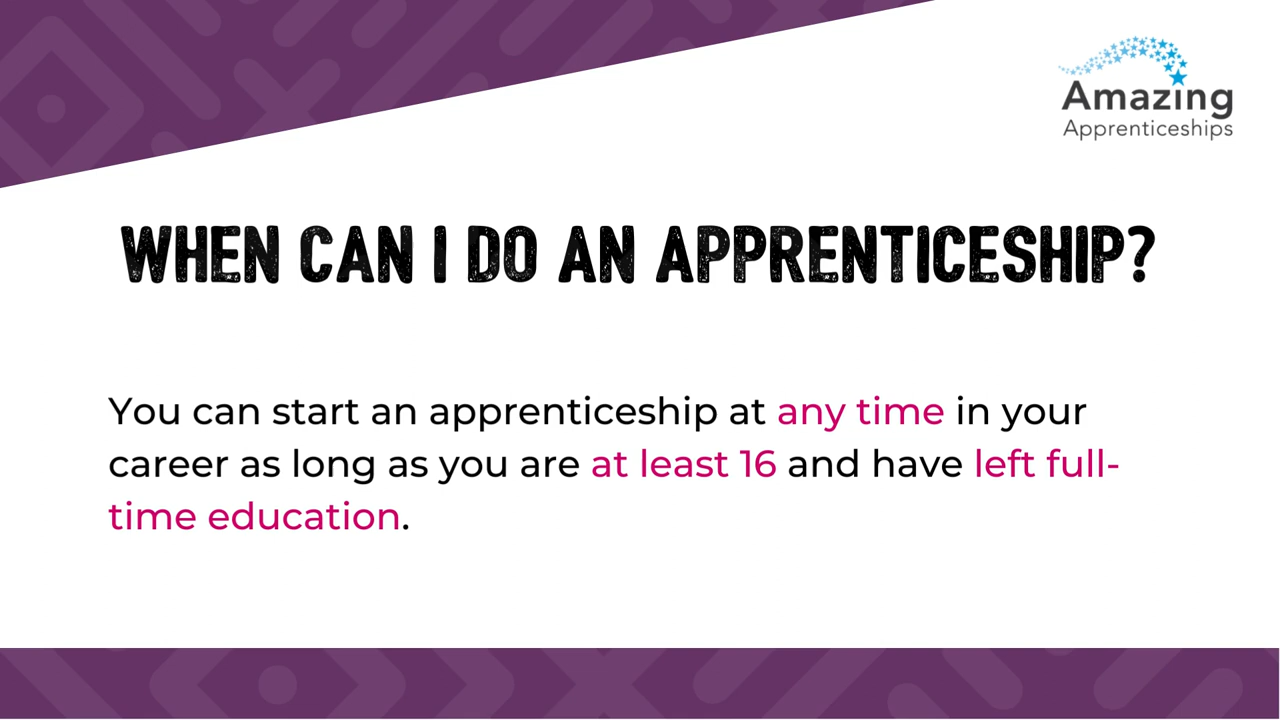 Amazing
Apprenticeships
WHEN CAN I DO AN APPRENTICESHIP?
You can start an apprenticeship at any time in your
career as long as you are at least 16 and have left full-
time education.